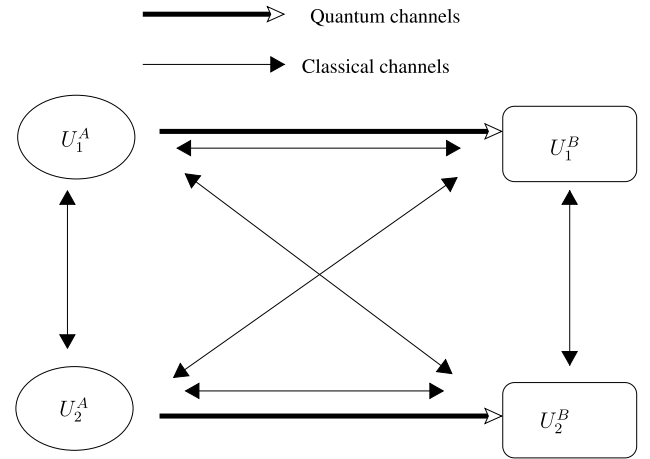 Quantum channels
Classical channels
U_1^A
U_1^B
U_2^A
U_2^B